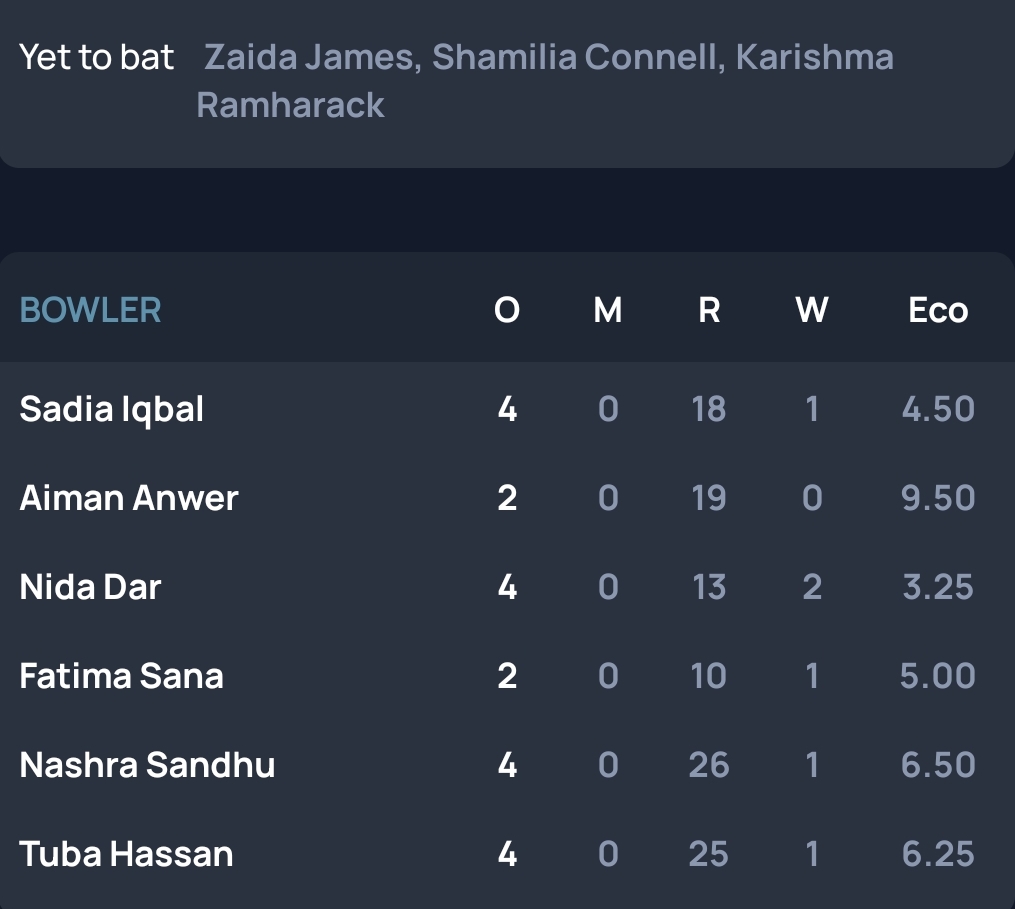 Yet to bat Zaida James, Shamilia Connell, Karishma
Ramharack
BOWLER O M R W Eco
Sadia Iqbal 4 0 18 1 4.50
Aiman Anwer 2 0 19 0 9.50
Nida Dar 4 0 13 2 3.25
Fatima Sana 2 0 10 1 5.00
Nashra Sandhu 4 0 26 1 6.50
Tuba Hassan 4 0 25 1 6.25